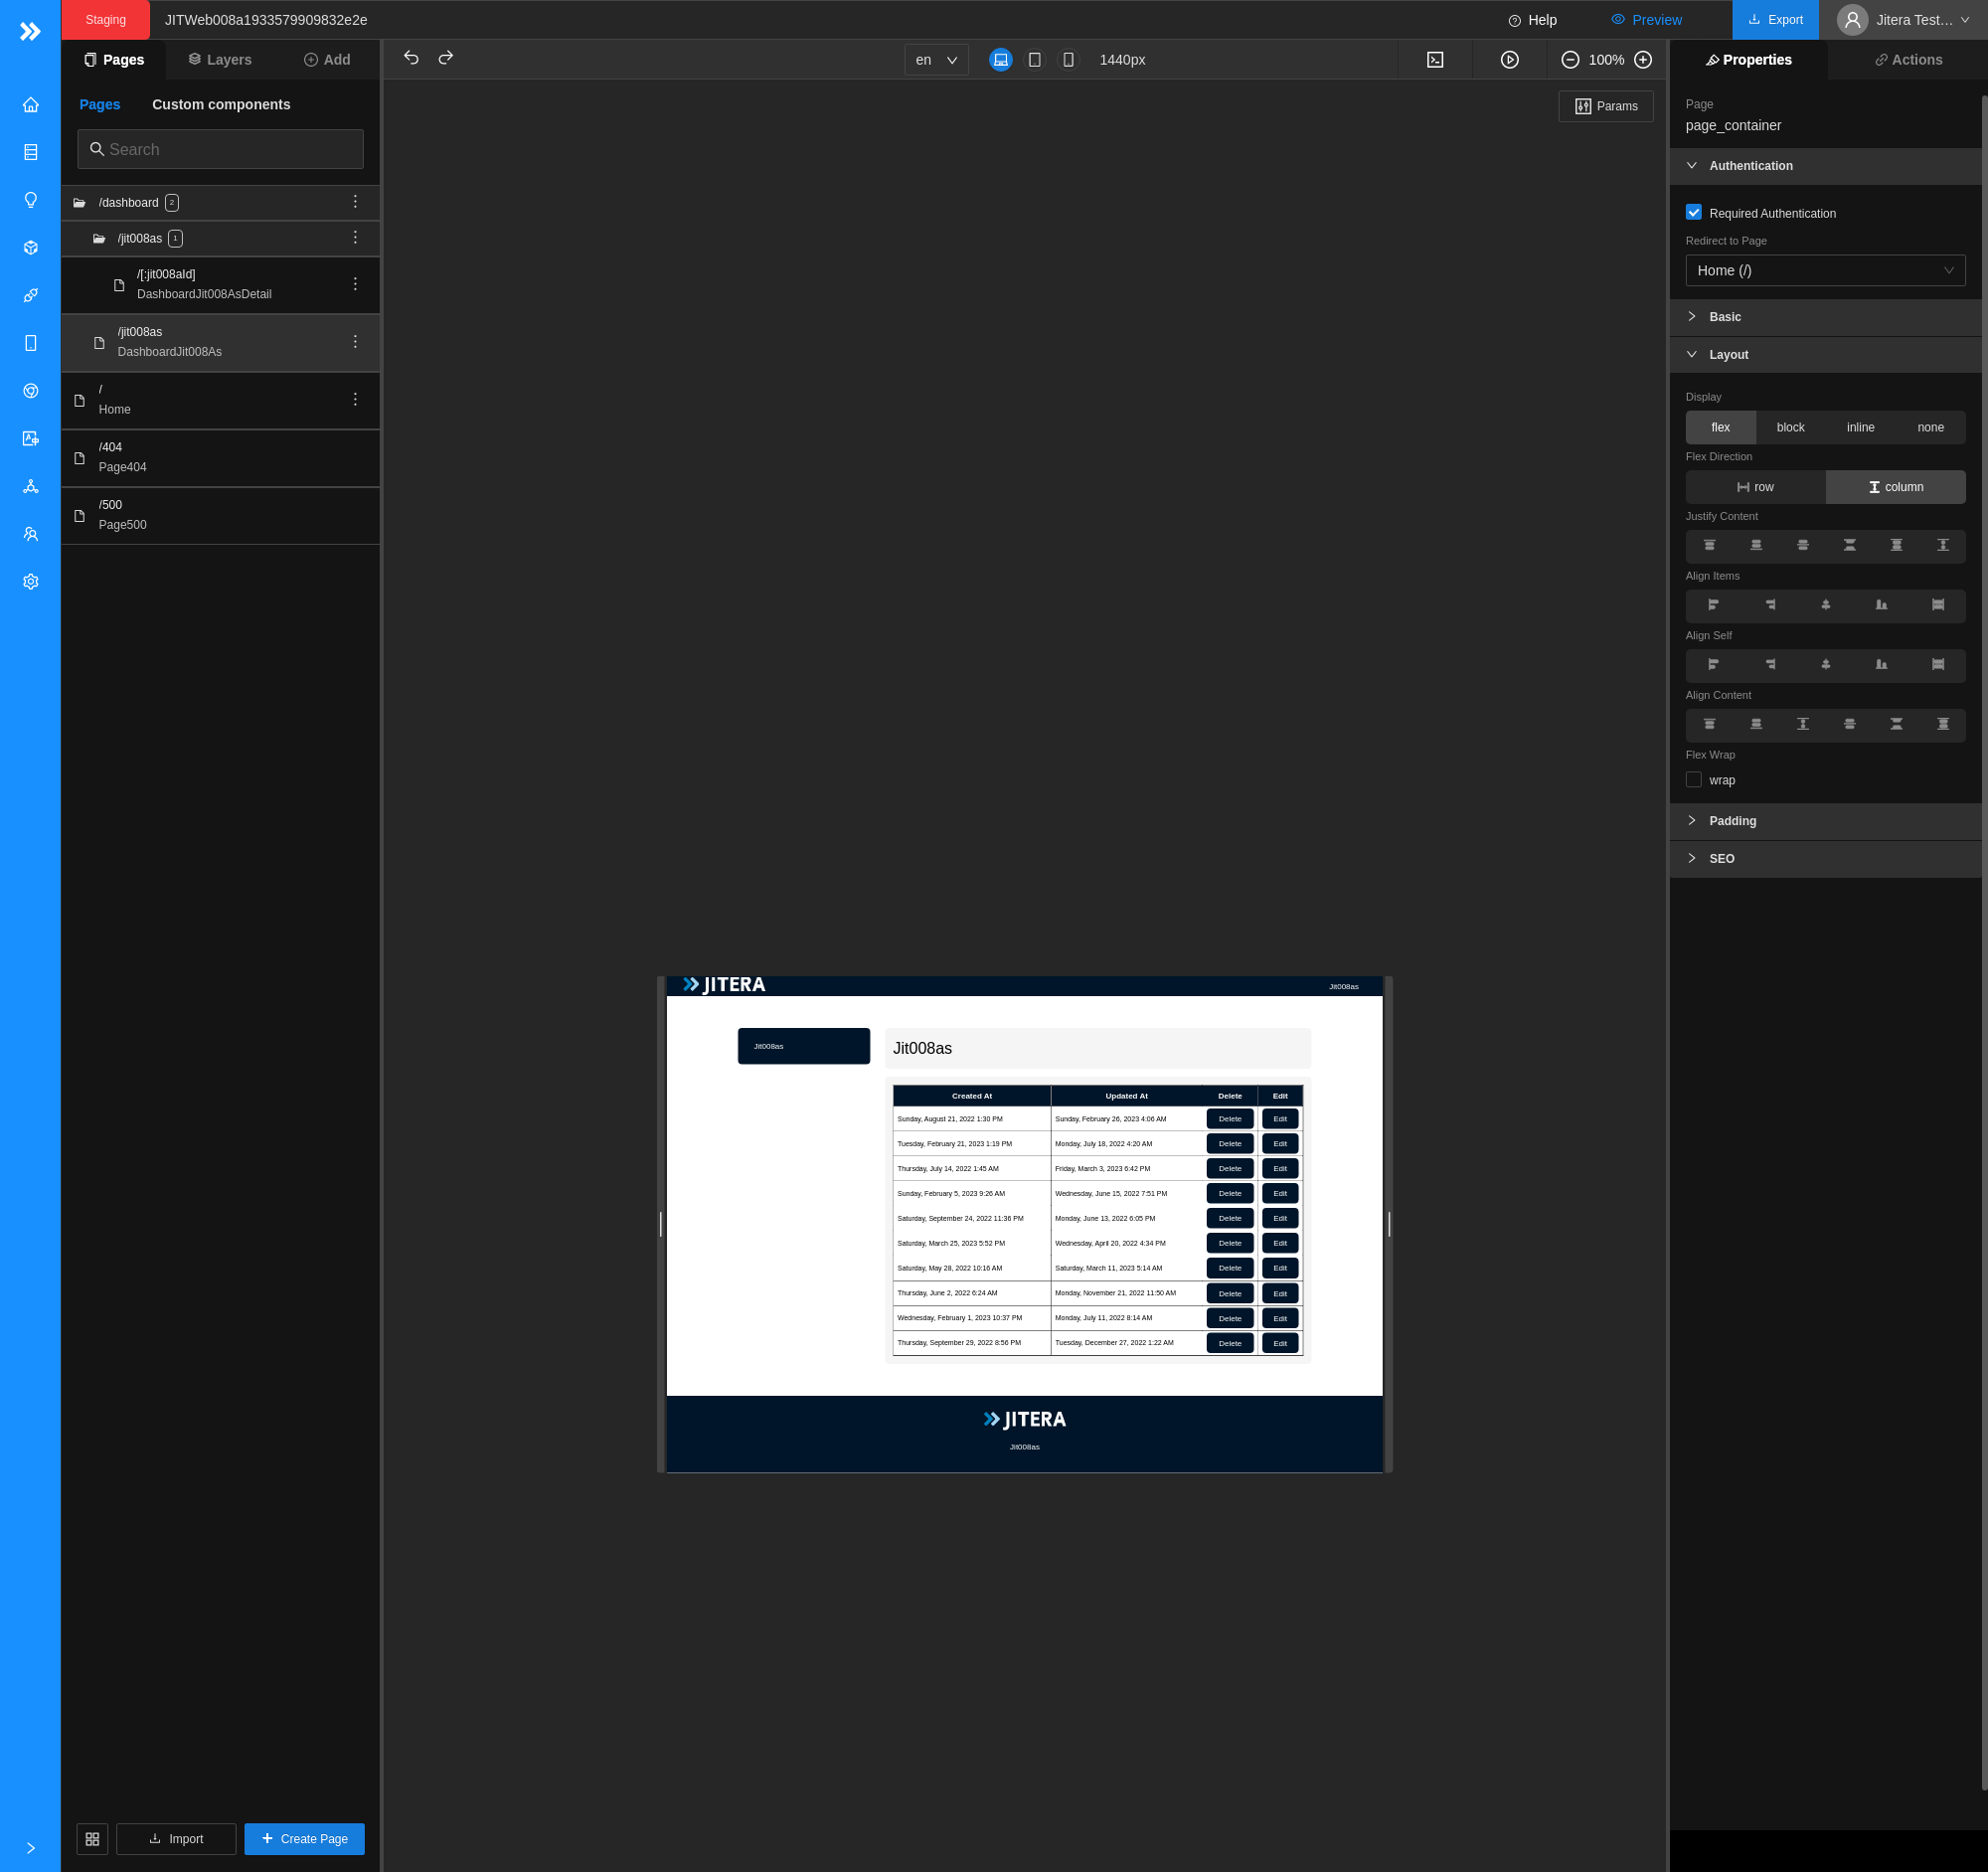 Staging
JITWeb008a1933579909832e2e
Help
Preview
Export
Jitera Test…
Pages
Layers
Add
en
1440px
100%
Properties
Actions
Pages
Custom components
Params
Search
/dashboard 2
/jit008as 1
/[:jit008aId]
DashboardJit008AsDetail
/jit008as
DashboardJit008As
/
Home
/404
Page404
/500
Page500
Import
Create Page
JITERA
Jit008as
Jit008as
Jit008as
Created At Updated At Delete Edit
Sunday, August 21, 2022 1:30 PM Sunday, February 26, 2023 4:06 AM Delete Edit
Tuesday, February 21, 2023 1:19 PM Monday, July 18, 2022 4:20 AM Delete Edit
Thursday, July 14, 2022 1:45 AM Friday, March 3, 2023 6:42 PM Delete Edit
Sunday, February 5, 2023 9:26 AM Wednesday, June 15, 2022 7:51 PM Delete Edit
Saturday, September 24, 2022 11:36 PM Monday, June 13, 2022 6:05 PM Delete Edit
Saturday, March 25, 2023 5:52 PM Wednesday, April 20, 2022 4:34 PM Delete Edit
Saturday, May 28, 2022 10:16 AM Saturday, March 11, 2023 5:14 AM Delete Edit
Thursday, June 2, 2022 6:24 AM Monday, November 21, 2022 11:50 AM Delete Edit
Wednesday, February 1, 2023 10:37 PM Monday, July 11, 2022 8:14 AM Delete Edit
Thursday, September 29, 2022 8:56 PM Tuesday, December 27, 2022 1:22 AM Delete Edit
JITERA
Jit008as
Page
page_container
Authentication
Required Authentication
Redirect to Page
Home (/)
Basic
Layout
Display
flex block inline none
Flex Direction
row column
Justify Content
Align Items
Align Self
Align Content
Flex Wrap
wrap
Padding
SEO